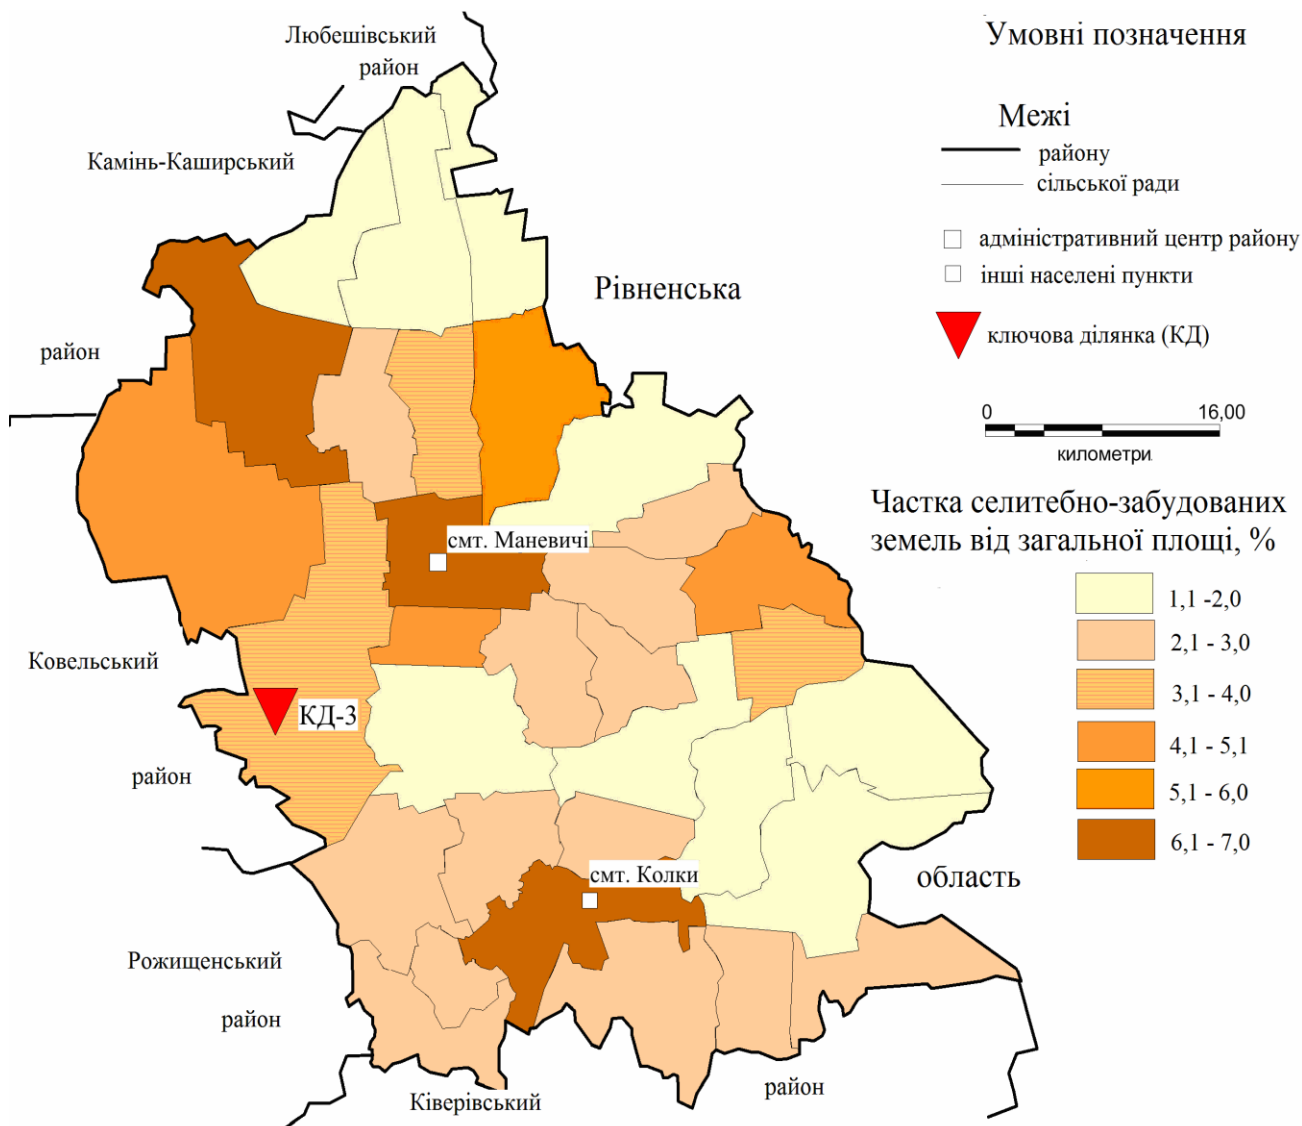 Любешівський
район
Камінь-Каширський
район
Рівненська
смт. Маневичі
Ковельський
КД-3
район
смт. Колки
область
Рожищенський
район
район
Ківерівський
Умовні позначення
Межі
району
сільської ради
адміністративний центр району
інші населені пункти
ключова ділянка (КД)
0 16,00
километри
Частка селитебно-забудованих
земель від загальної площі, %
1,1 -2,0
2,1 - 3,0
3,1 - 4,0
4,1 - 5,1
5,1 - 6,0
6,1 - 7,0